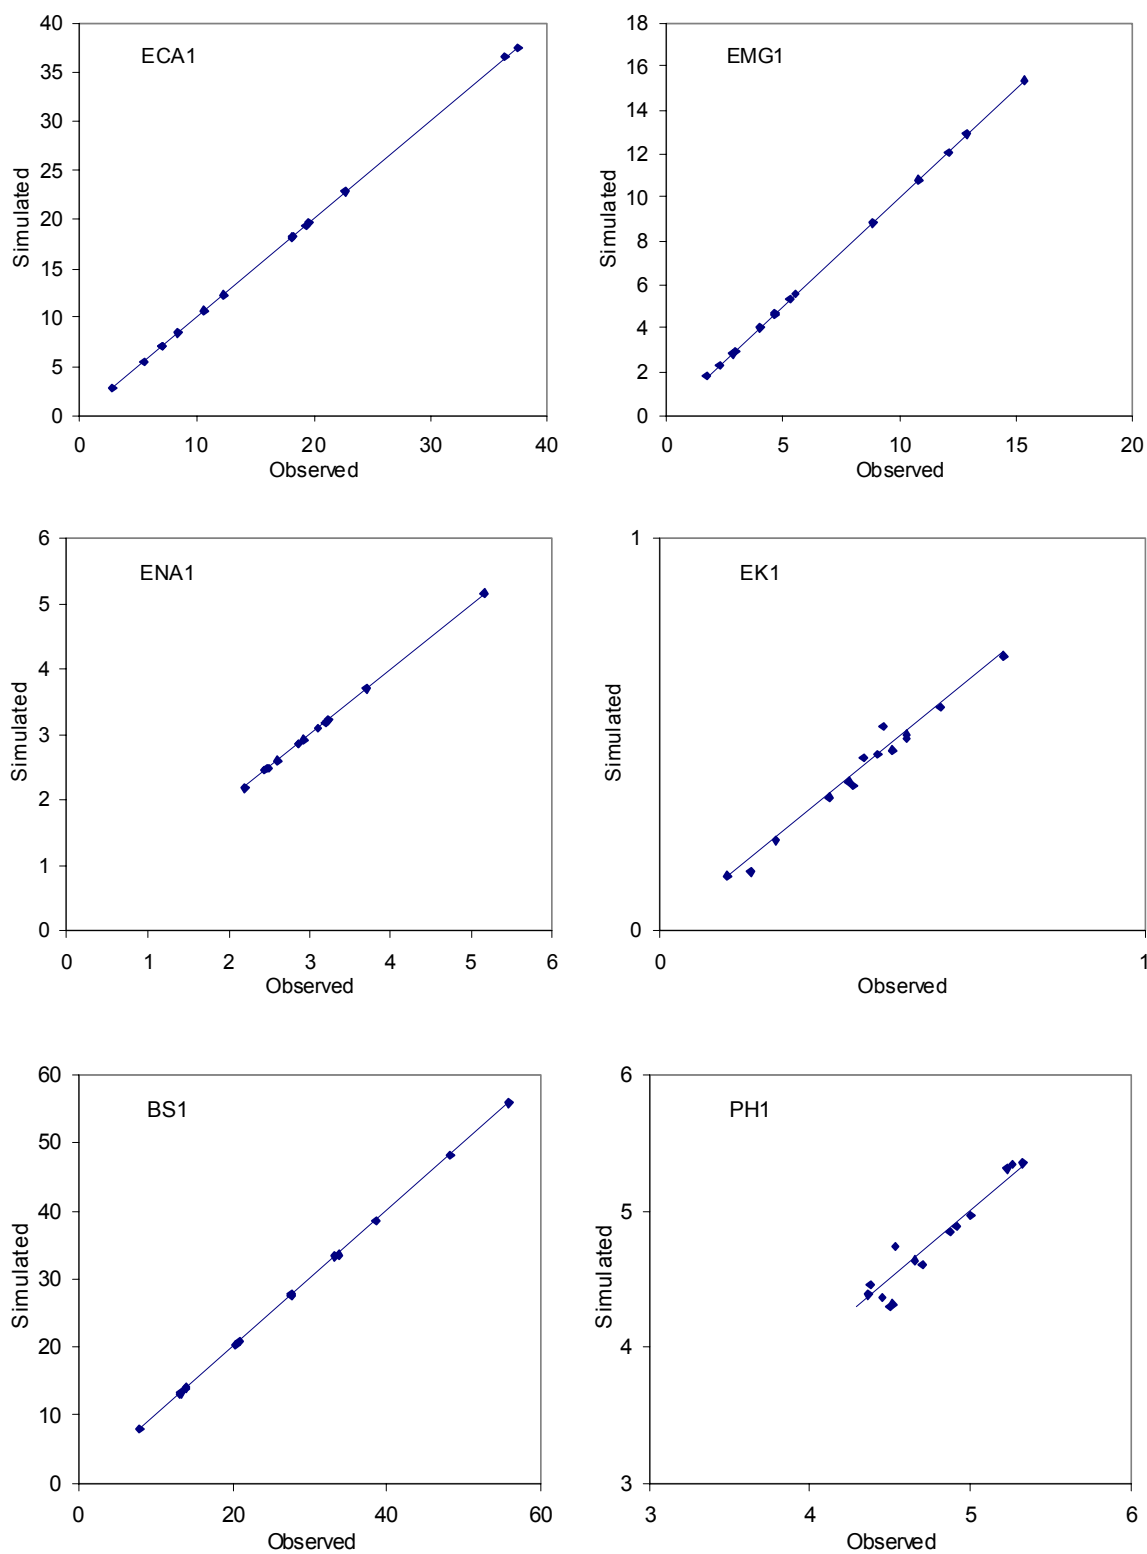 ECA1
Simulated
40
35
30
25
20
15
10
5
0
0 10 20 30 40
Observed
EMG1
Simulated
18
16
14
12
10
8
6
4
2
0
0 5 10 15 20
Observed
ENA1
Simulated
6
5
4
3
2
1
0
0 1 2 3 4 5 6
Observed
EK1
Simulated
1
0
0 1
Observed
BS1
Simulated
60
50
40
30
20
10
0
0 20 40 60
Observed
PH1
Simulated
6
5
4
3
3 4 5 6
Observed